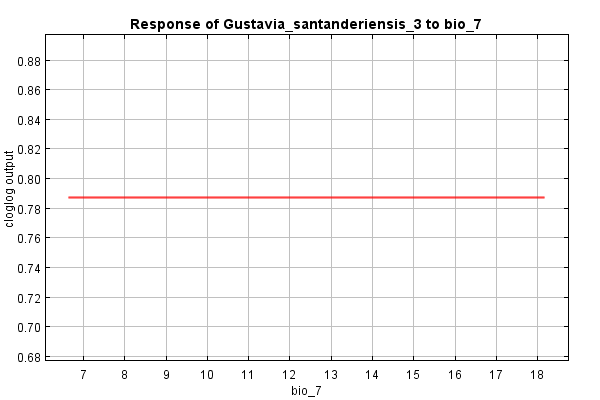 Response of Gustavia_santanderiensis_3 to bio_7
cloglog output
0.88
0.86
0.84
0.82
0.80
0.78
0.76
0.74
0.72
0.70
0.68
7 8 9 10 11 12 13 14 15 16 17 18
bio_7